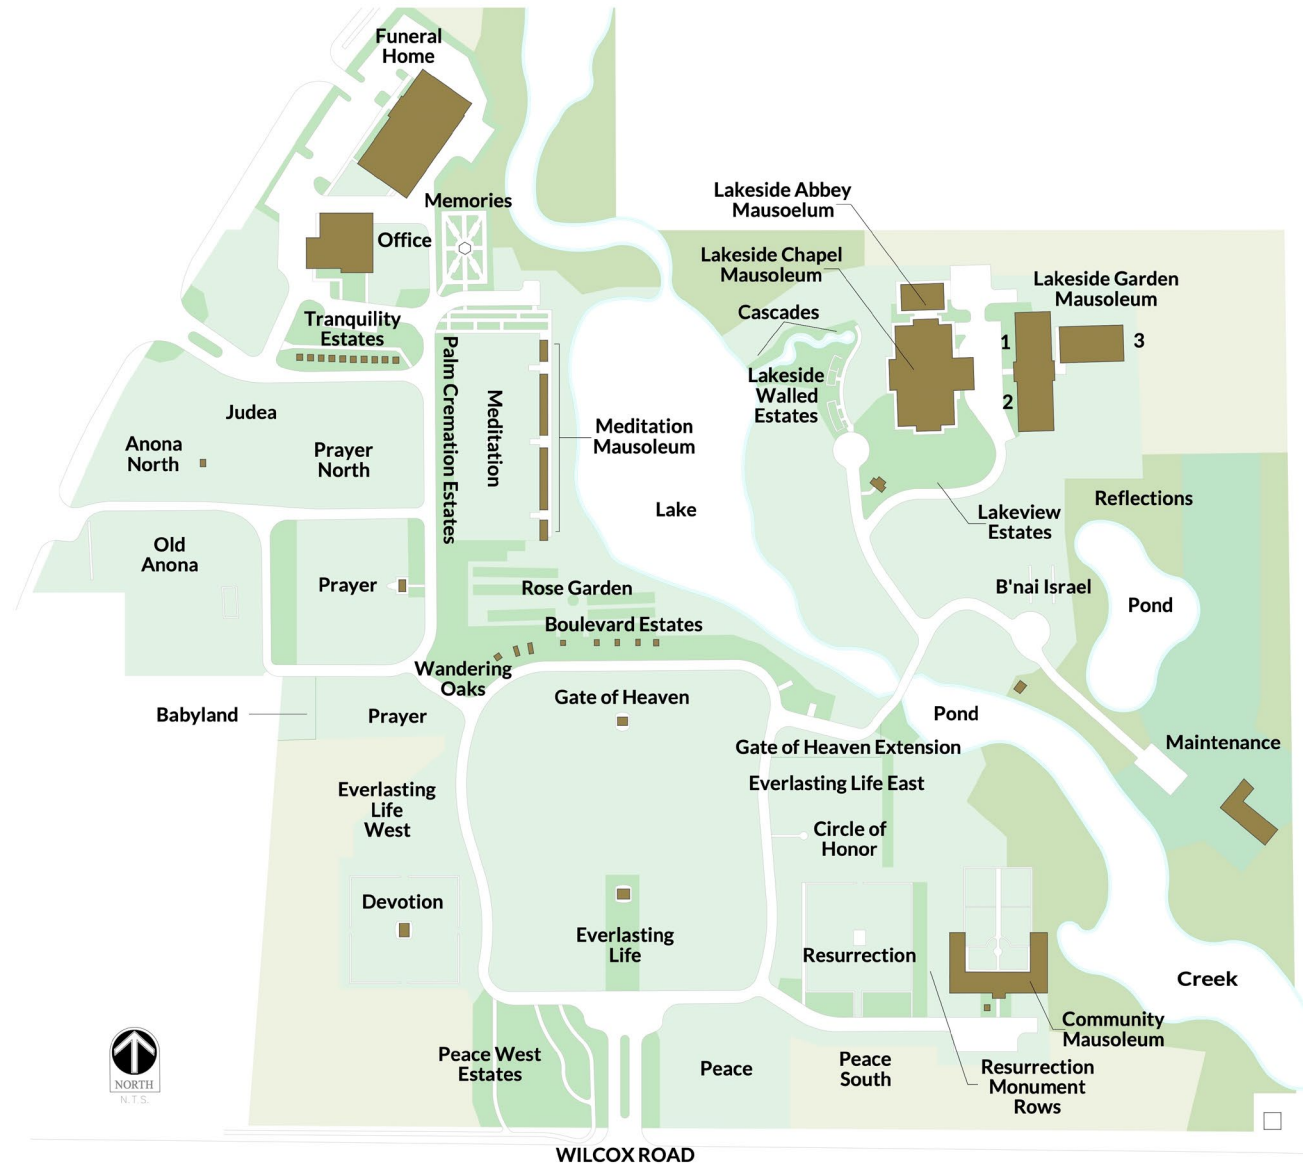 Funeral
Home
Memories
Office
Lakeside Abbey
Mausoelum
Lakeside Chapel
Mausoleum
Lakeside Garden
Mausoleum
Cascades
Tranquility
Estates
1
3
2
Lakeside
Walled
Estates
Palm Cremation Estates
Meditation
Meditation
Mausoleum
Judea
Anona
North
Prayer
North
Lake
Lakeview
Estates
Reflections
Old
Anona
Prayer
Rose Garden
B'nai Israel
Pond
Boulevard Estates
Wandering
Oaks
Gate of Heaven
Babyland
Prayer
Pond
Gate of Heaven Extension
Maintenance
Everlasting
Life
West
Everlasting Life East
Circle of
Honor
Devotion
Everlasting
Life
Resurrection
Creek
Community
Mausoleum
Peace West
Estates
Peace
Peace
South
Resurrection
Monument
Rows
NORTH
N.T.S.
WILCOX ROAD